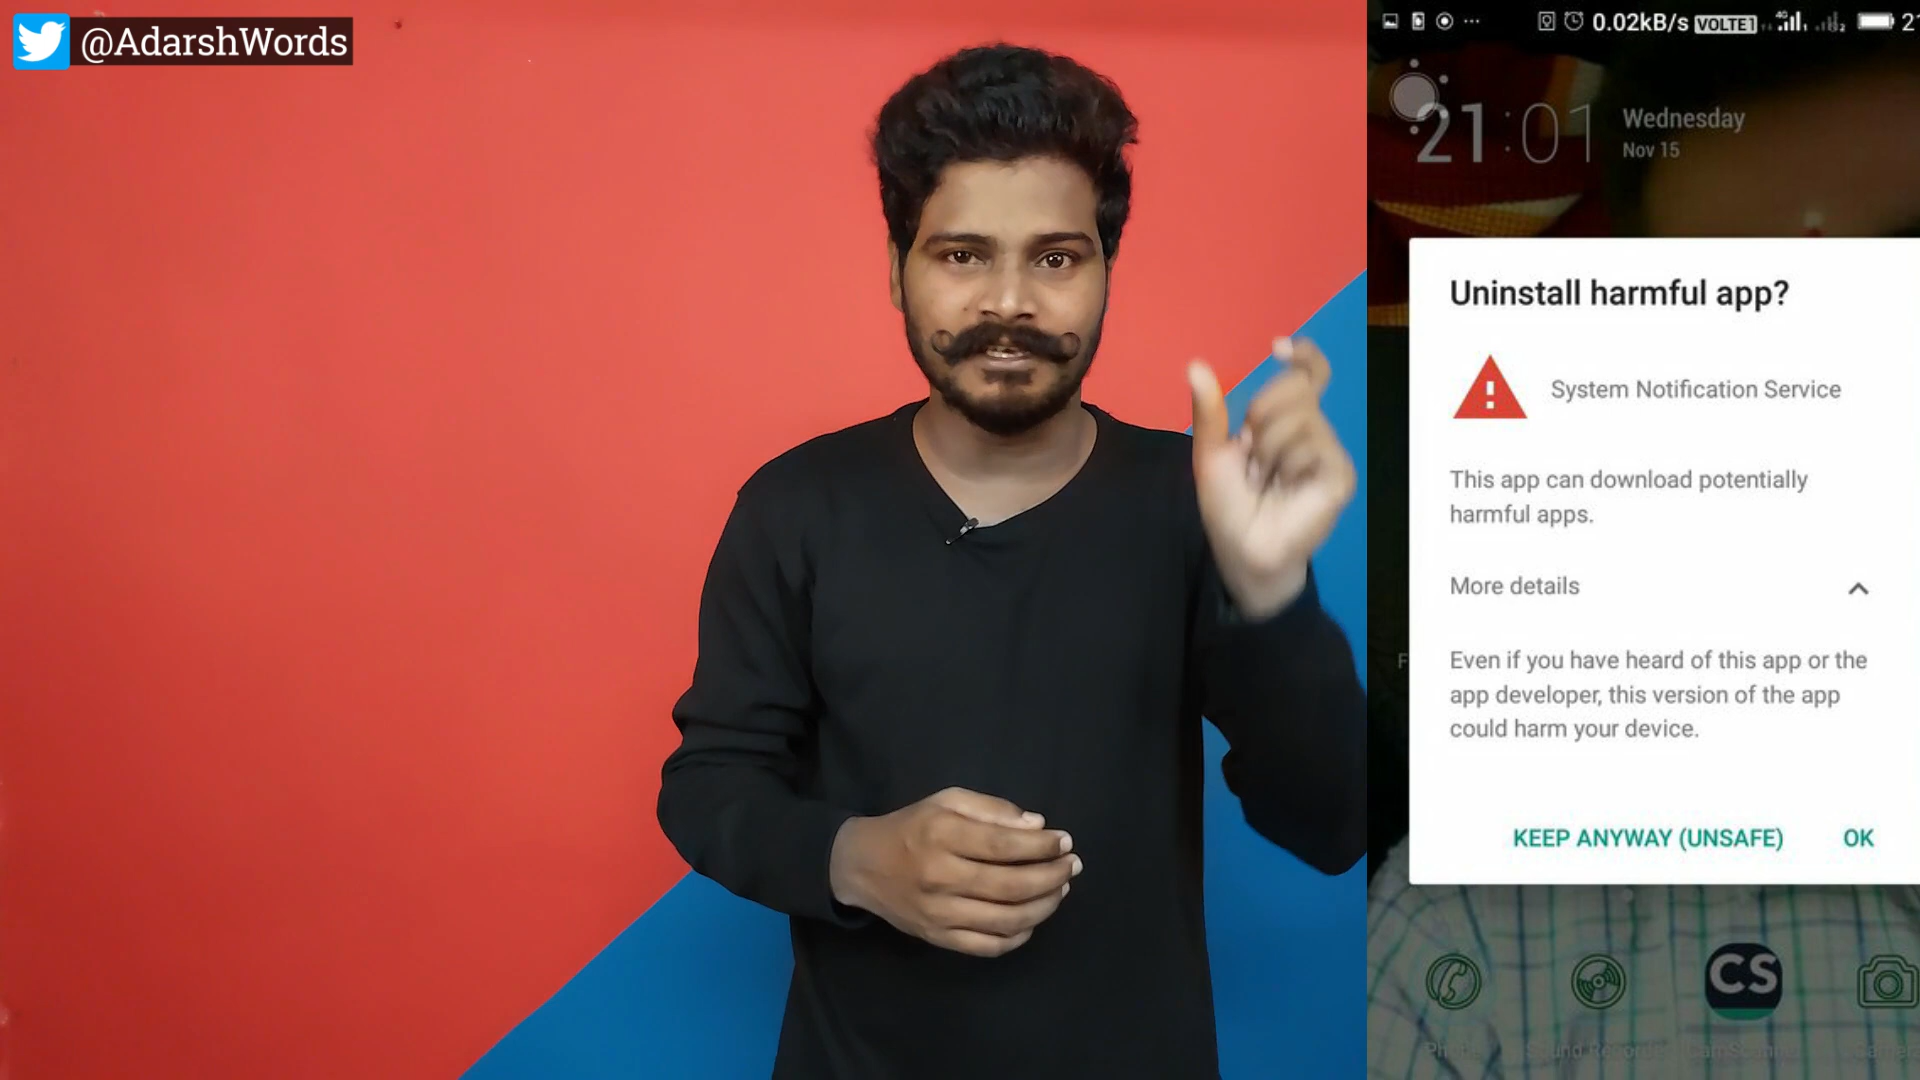 @AdarshWords
0.02kB/s VOLTE1
21:01
Wednesday
Nov 15
Uninstall harmful app?
System Notification Service
This app can download potentially
harmful apps.
More details
Even if you have heard of this app or the
app developer, this version of the app
could harm your device.
KEEP ANYWAY (UNSAFE) OK
CS